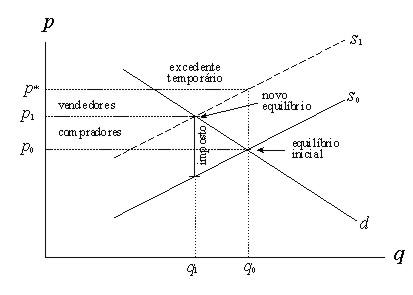 p
s₁
excedente
temporário
p*
vendedores
novo
equilíbrio
s₀
p₁
compradores
imposto
equilíbrio
inicial
p₀
d
q₁
q₀
q